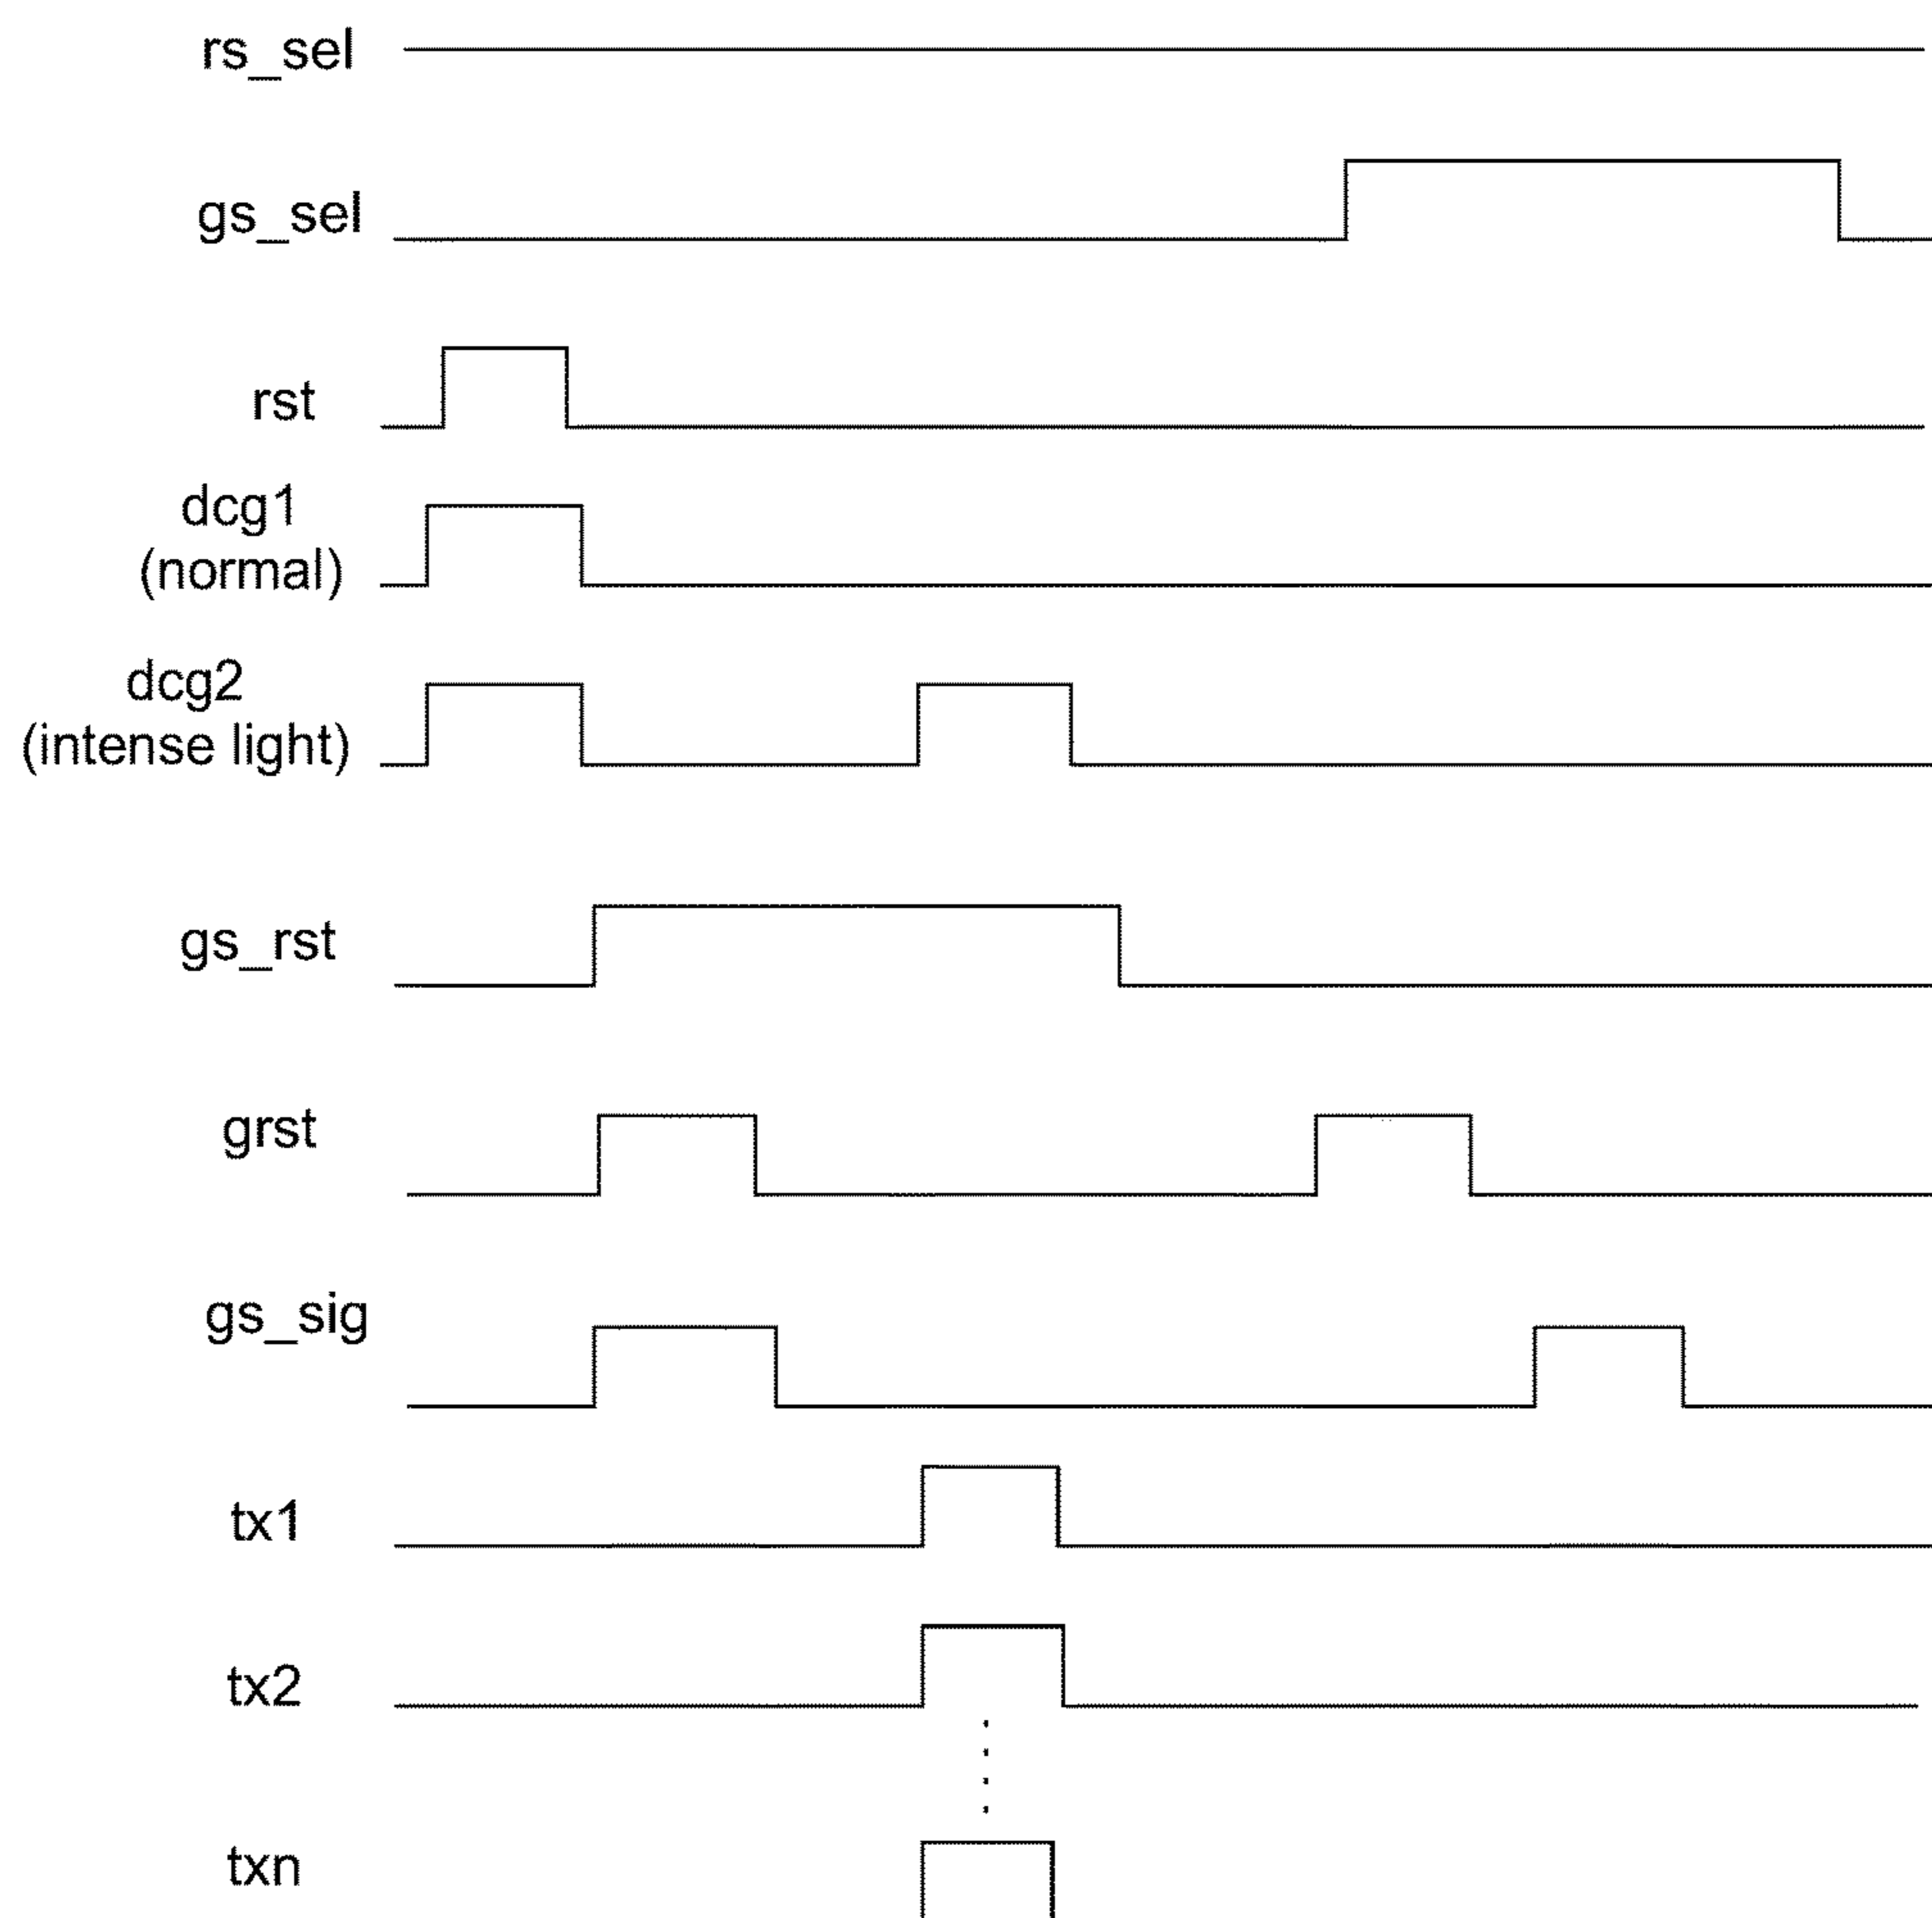 rs_sel
gs_sel
rst
dcg1
(normal)
dcg2
(intense light)
gs_rst
grst
gs_sig
tx1
tx2
txn